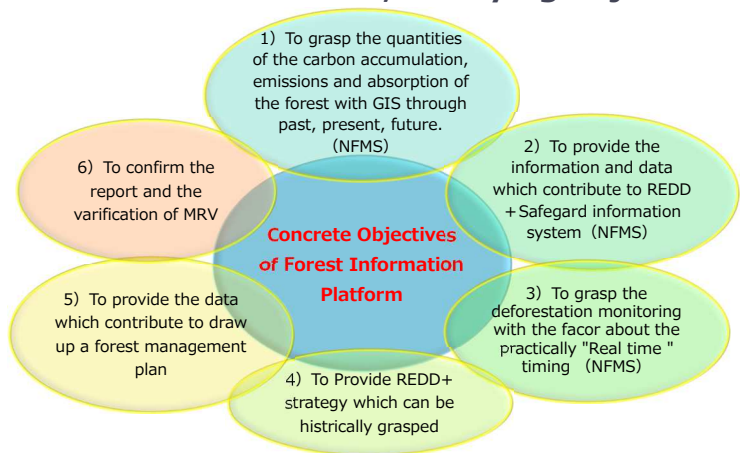 1）To grasp the quantities
of the carbon accumulation,
emissions and absorption of
the forest with GIS through
past, present, future.
（NFMS）
2）To provide the
information and data
which contribute to REDD
+Safegard information
system（NFMS）
3）To grasp the
deforestation monitoring
with the facor about the
practically "Real time "
timing （NFMS）
4）To Provide REDD+
strategy which can be
histrically grasped
5）To provide the data
which contribute to draw
up a forest management
plan
6）To confirm the
report and the
varification of MRV
Concrete Objectives
of Forest Information
Platform